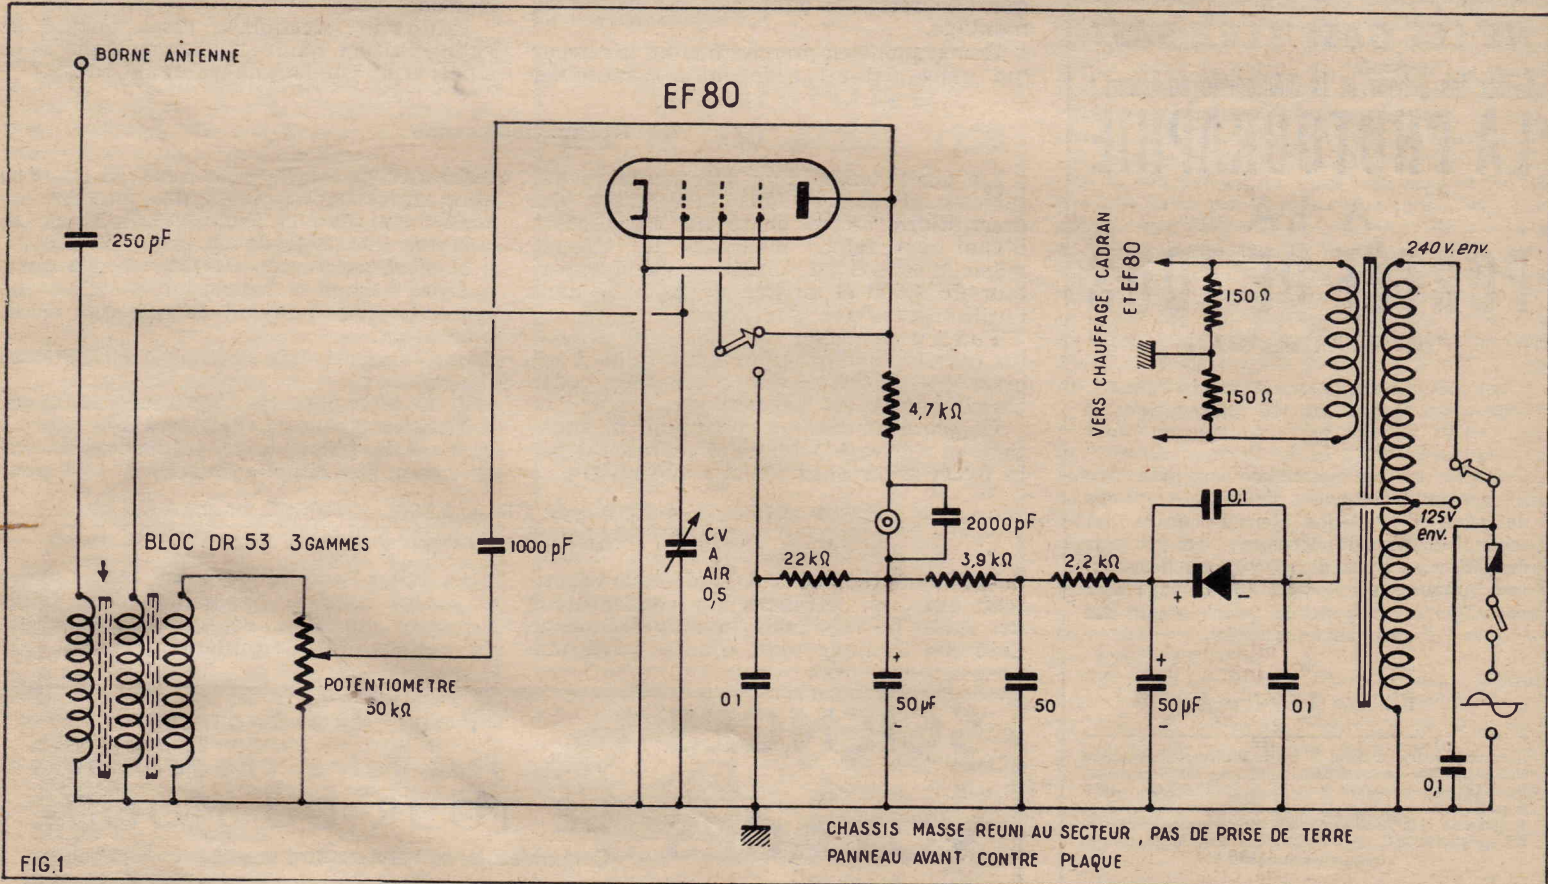 BORNE ANTENNE
EF80
250 pF
VERS CHAUFFAGE CADRAN
ET EF80
240 v. env.
150 Ω
150 Ω
4,7 kΩ
0,1
125V
env.
2000 pF
BLOC DR 53 3 GAMMES
1000 pF
CV
A
AIR
0,5
22 kΩ
3,9 kΩ
2,2 kΩ
+
-
POTENTIOMETRE
50 kΩ
01
+
50 µF
-
50
+
50 µF
-
01
0,1
CHASSIS MASSE REUNI AU SECTEUR, PAS DE PRISE DE TERRE
PANNEAU AVANT CONTRE PLAQUE
FIG.1